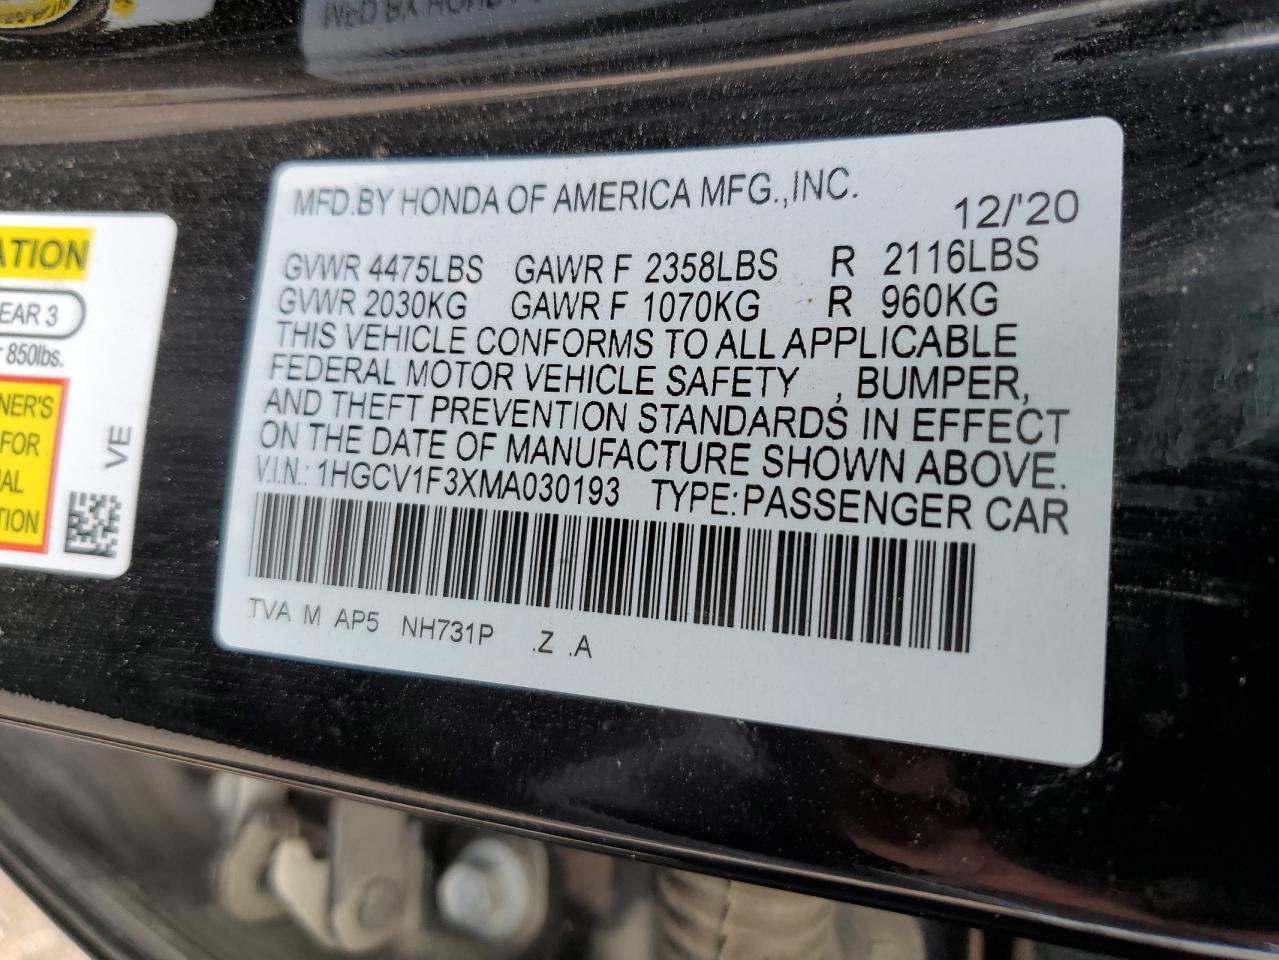 MFD BY HOND
MFD.BY HONDA OF AMERICA MFG.,INC.
12/'20
GVWR 4475LBS GAWR F 2358LBS R 2116LBS
GVWR 2030KG GAWR F 1070KG R 960KG
THIS VEHICLE CONFORMS TO ALL APPLICABLE
FEDERAL MOTOR VEHICLE SAFETY , BUMPER,
AND THEFT PREVENTION STANDARDS IN EFFECT
ON THE DATE OF MANUFACTURE SHOWN ABOVE.
V.I.N.: 1HGCV1F3XMA030193 TYPE:PASSENGER CAR
TVA M AP5 NH731P .Z .A
ATION
EAR 3
850lbs.
NER'S
FOR
AL
TION
VE